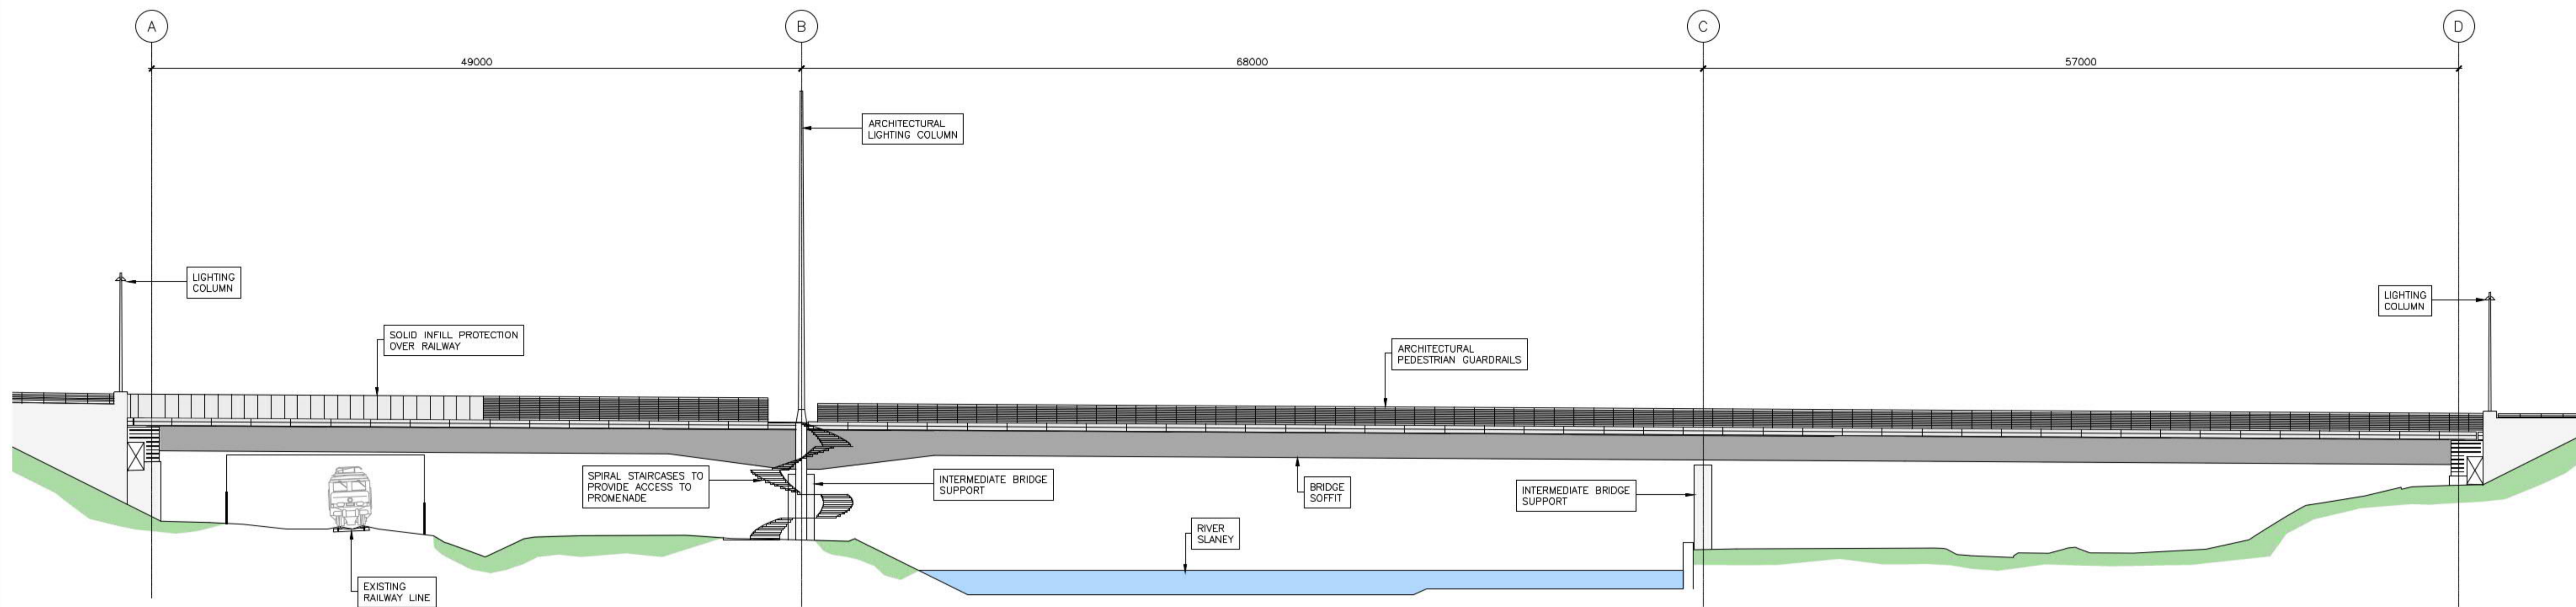 A
B
C
D
49000
68000
57000
ARCHITECTURAL
LIGHTING COLUMN
LIGHTING
COLUMN
LIGHTING
COLUMN
SOLID INFILL PROTECTION
OVER RAILWAY
ARCHITECTURAL
PEDESTRIAN GUARDRAILS
SPIRAL STAIRCASES TO
PROVIDE ACCESS TO
PROMENADE
INTERMEDIATE BRIDGE
SUPPORT
BRIDGE
SOFFIT
INTERMEDIATE BRIDGE
SUPPORT
RIVER
SLANEY
EXISTING
RAILWAY LINE